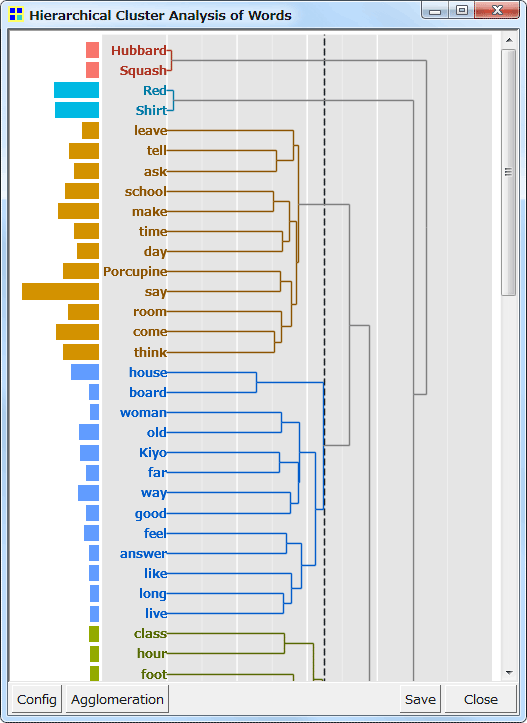 Hierarchical Cluster Analysis of Words
Hubbard
Squash
Red
Shirt
leave
tell
ask
school
make
time
day
Porcupine
say
room
come
think
house
board
woman
old
Kiyo
far
way
good
feel
answer
like
long
live
class
hour
foot
Config Agglomeration Save Close